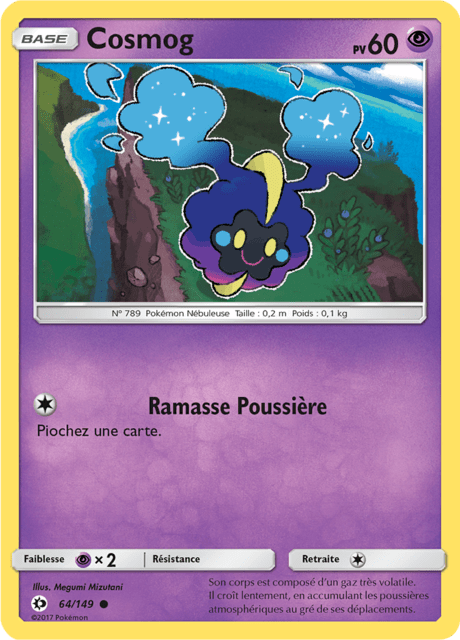 BASE Cosmog PV 60
N° 789 Pokémon Nébuleuse Taille : 0,2 m Poids : 0,1 kg
Ramasse Poussière
Piochez une carte.
Faiblesse × 2 Résistance Retraite
Illus. Megumi Mizutani
64/149
©2017 Pokémon
Son corps est composé d'un gaz très volatile.
Il croît lentement, en accumulant les poussières
atmosphériques au gré de ses déplacements.